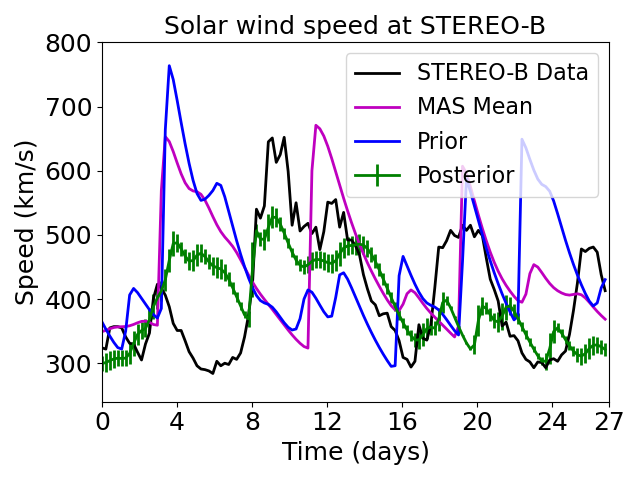 Solar wind speed at STEREO-B
800
700
600
500
400
300
Speed (km/s)
STEREO-B Data
MAS Mean
Prior
Posterior
0 4 8 12 16 20 24 27
Time (days)